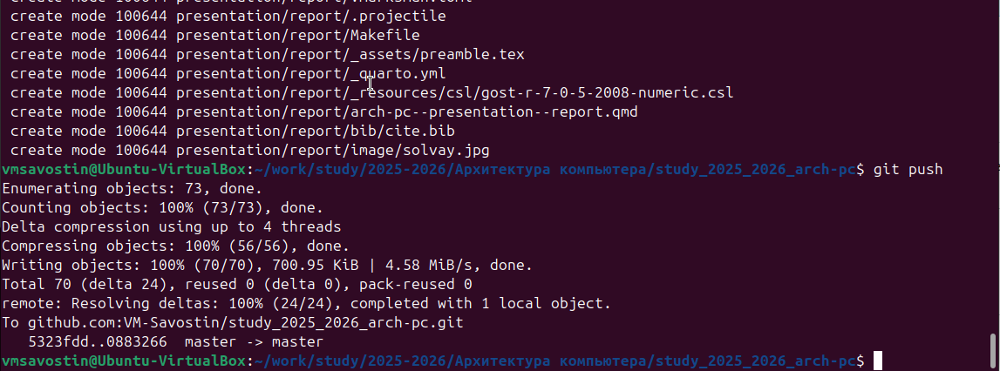 create mode 100644 presentation/report/.projectile
create mode 100644 presentation/report/Makefile
create mode 100644 presentation/report/_assets/preamble.tex
create mode 100644 presentation/report/_quarto.yml
create mode 100644 presentation/report/_resources/csl/gost-r-7-0-5-2008-numeric.csl
create mode 100644 presentation/report/arch-pc--presentation--report.qmd
create mode 100644 presentation/report/bib/cite.bib
create mode 100644 presentation/report/image/solvay.jpg
vmsavostin@Ubuntu-VirtualBox:~/work/study/2025-2026/Архитектура компьютера/study_2025_2026_arch-pc$ git push
Enumerating objects: 73, done.
Counting objects: 100% (73/73), done.
Delta compression using up to 4 threads
Compressing objects: 100% (56/56), done.
Writing objects: 100% (70/70), 700.95 KiB | 4.58 MiB/s, done.
Total 70 (delta 24), reused 0 (delta 0), pack-reused 0
remote: Resolving deltas: 100% (24/24), completed with 1 local object.
To github.com:VM-Savostin/study_2025_2026_arch-pc.git
5323fdd..0883266  master -> master
vmsavostin@Ubuntu-VirtualBox:~/work/study/2025-2026/Архитектура компьютера/study_2025_2026_arch-pc$